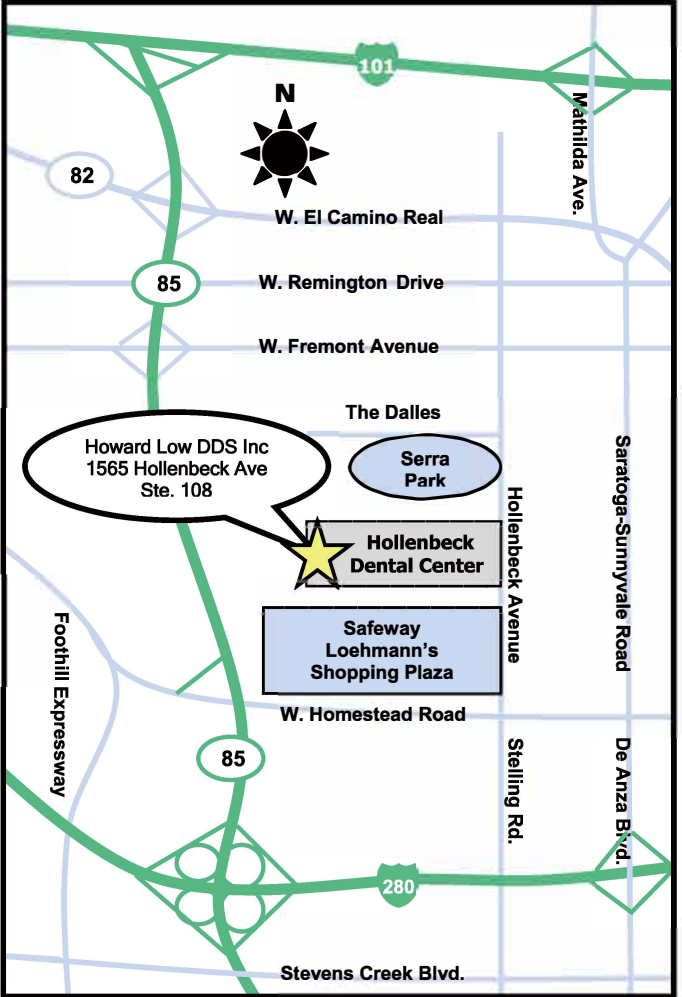 101
N
Mathilda Ave.
82
W. El Camino Real
85
W. Remington Drive
W. Fremont Avenue
The Dalles
Howard Low DDS Inc
1565 Hollenbeck Ave
Ste. 108
Serra
Park
Saratoga-Sunnyvale Road
Hollenbeck Avenue
Hollenbeck
Dental Center
Safeway
Loehmann's
Shopping Plaza
Foothill Expressway
W. Homestead Road
85
Stelling Rd.
De Anza Blvd.
280
Stevens Creek Blvd.